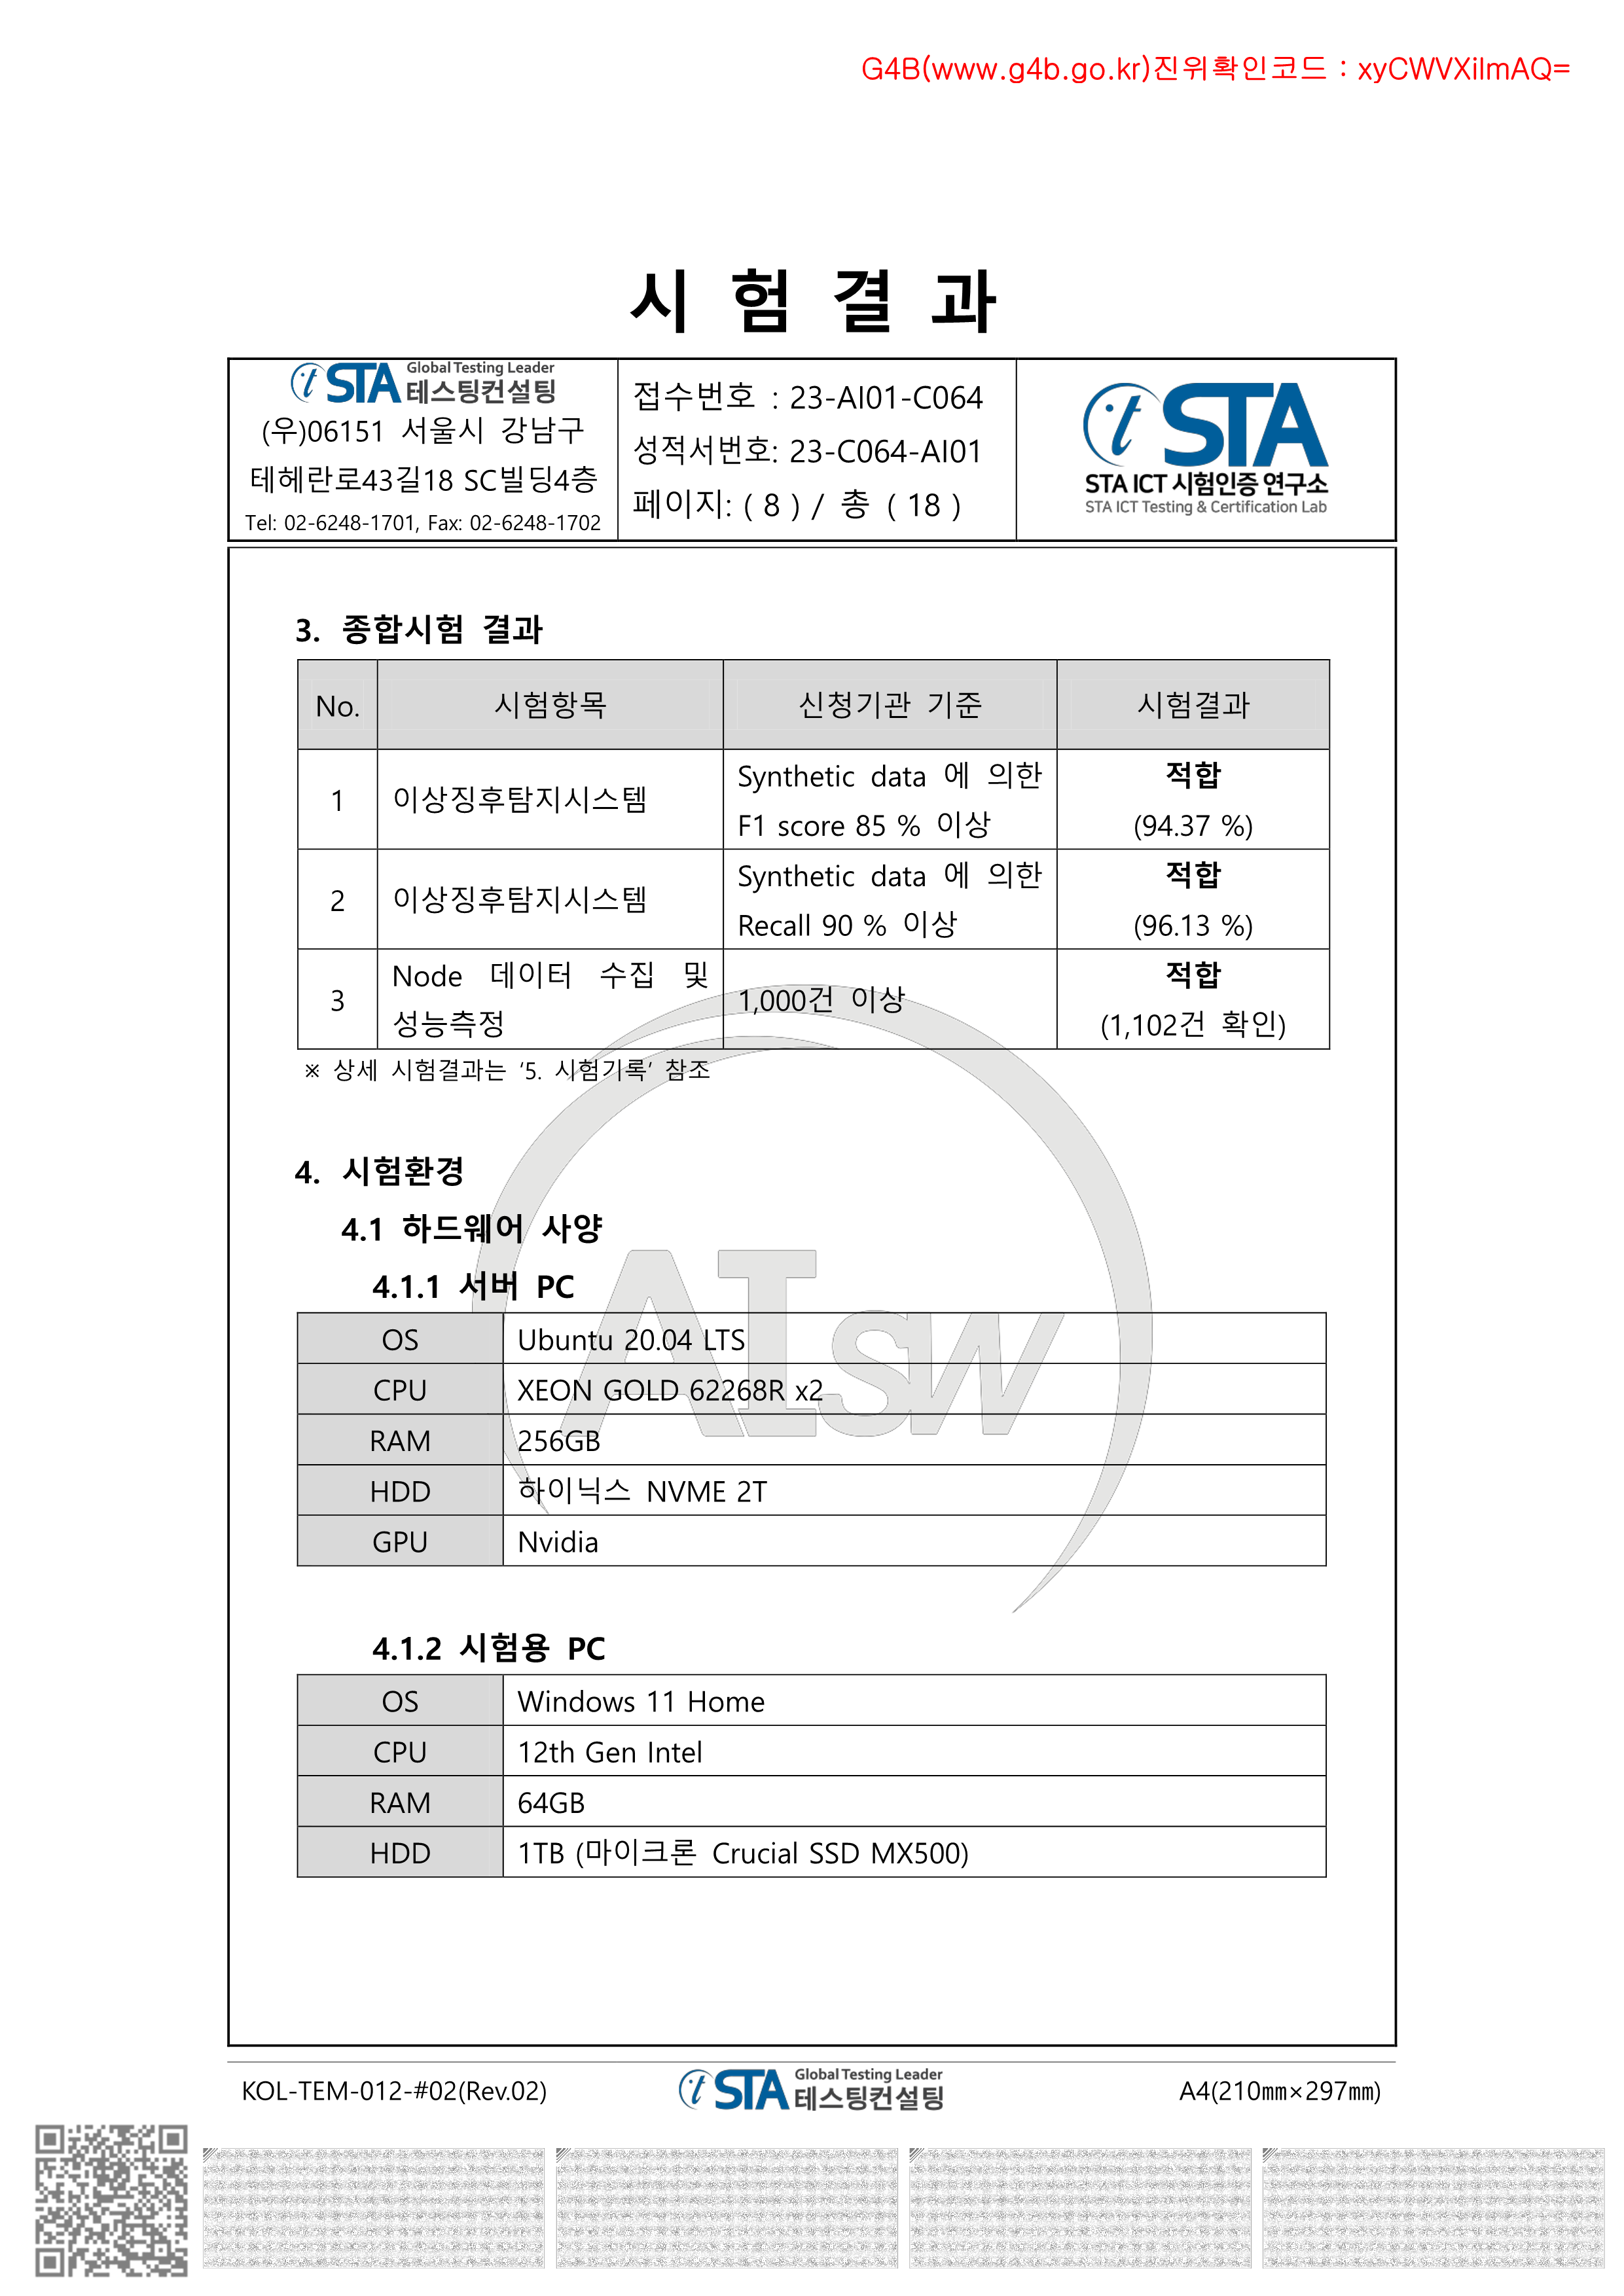 G4B(www.g4b.go.kr)진위확인코드 : xyCWVXiImAQ=
시 험 결 과
t STA Global Testing Leader
테스팅컨설팅
(우)06151 서울시 강남구
테헤란로43길18 SC빌딩4층
Tel: 02-6248-1701, Fax: 02-6248-1702
접수번호 : 23-AI01-C064
성적서번호: 23-C064-AI01
페이지: ( 8 ) / 총 ( 18 )
t STA
STA ICT 시험인증 연구소
STA ICT Testing & Certification Lab
3. 종합시험 결과
No. 시험항목 신청기관 기준 시험결과
1 이상징후탐지시스템 Synthetic data 에 의한 F1 score 85 % 이상 적합 (94.37 %)
2 이상징후탐지시스템 Synthetic data 에 의한 Recall 90 % 이상 적합 (96.13 %)
3 Node 데이터 수집 및 성능측정 1,000건 이상 적합 (1,102건 확인)
※ 상세 시험결과는 ‘5. 시험기록’ 참조
4. 시험환경
4.1 하드웨어 사양
4.1.1 서버 PC
AIsw
OS Ubuntu 20.04 LTS
CPU XEON GOLD 62268R x2
RAM 256GB
HDD 하이닉스 NVME 2T
GPU Nvidia
4.1.2 시험용 PC
OS Windows 11 Home
CPU 12th Gen Intel
RAM 64GB
HDD 1TB (마이크론 Crucial SSD MX500)
KOL-TEM-012-#02(Rev.02)
t STA Global Testing Leader
테스팅컨설팅
A4(210㎜×297㎜)